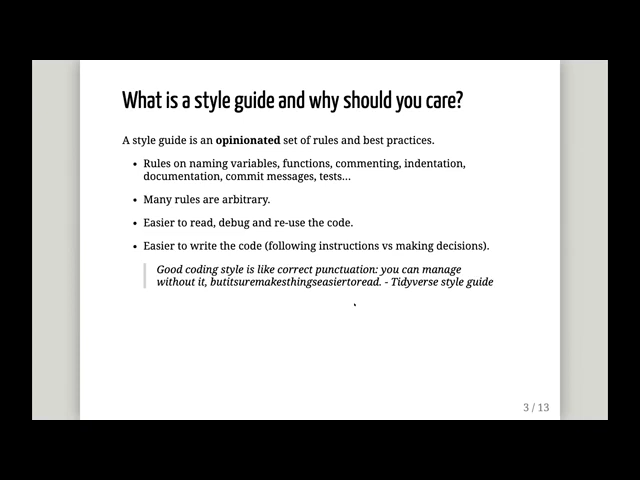 What is a style guide and why should you care?
A style guide is an opinionated set of rules and best practices.
• Rules on naming variables, functions, commenting, indentation,
documentation, commit messages, tests...
• Many rules are arbitrary.
• Easier to read, debug and re-use the code.
• Easier to write the code (following instructions vs making decisions).
Good coding style is like correct punctuation: you can manage
without it, butitsuremakesthingseasiertoread. - Tidyverse style guide
3 / 13